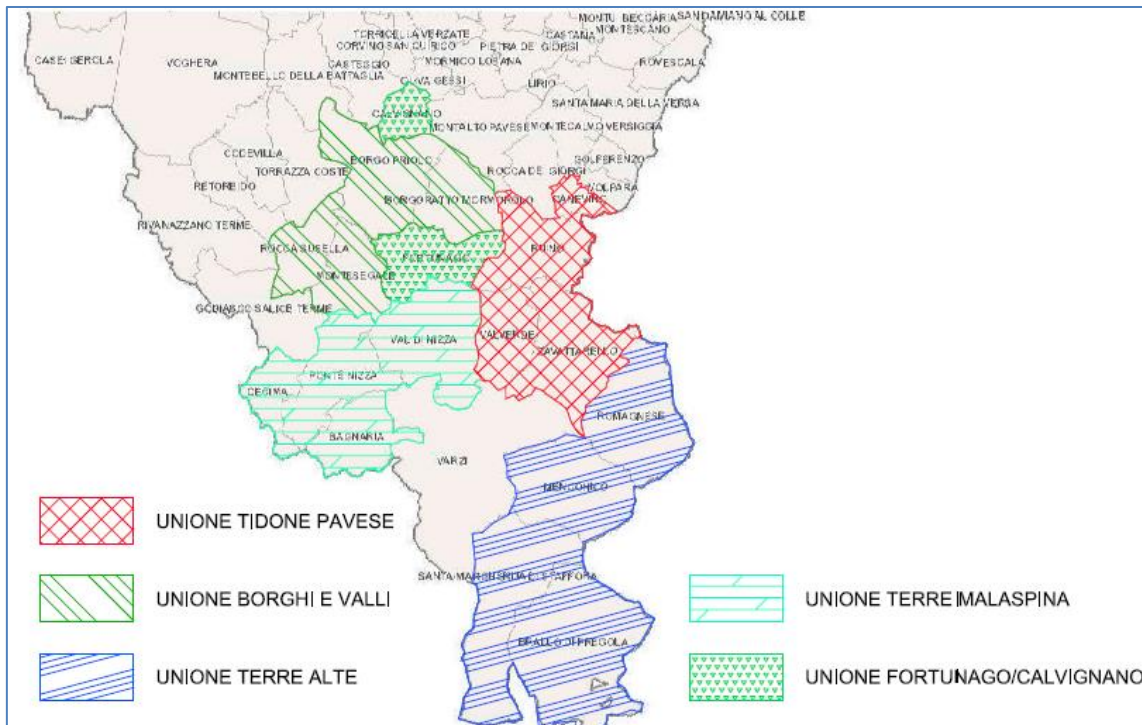 MONTU' BECCARIA
SAN DAMIANO AL COLLE
TORRICELLA VERZATE
CASTANA
MONTESCANO
CORVINO SAN QUIRICO
PIETRA DE' GIORGI
CASEI GEROLA
VOGHERA
CASTEGGIO
MORNICO LOSANA
ROVESCALA
MONTEBELLO DELLA BATTAGLIA
OLIVA GESSI
LIRIO
SANTA MARIA DELLA VERSA
CALVIGNANO
MONTALTO PAVESE
MONTECALVO VERSIGGIA
CODEVILLA
BORGO PRIOLO
GOLFERENZO
TORRAZZA COSTE
ROCCA DE' GIORGI
RETORBIDO
VOLPARA
BORGORATTO MORMOROLO
CANEVINO
RIVANAZZANO TERME
ROCCA SUSELLA
RUINO
FORTUNAGO
MONTESEGALE
GODIASCO SALICE TERME
VAL DI NIZZA
VALVERDE
ZAVATTARELLO
PONTE NIZZA
CECIMA
ROMAGNESE
BAGNARIA
VARZI
MENCONICO
SANTA MARGHERITA DI STAFFORA
BRALLO DI PREGOLA
UNIONE TIDONE PAVESE
UNIONE BORGHI E VALLI
UNIONE TERRE MALASPINA
UNIONE TERRE ALTE
UNIONE FORTUNAGO/CALVIGNANO